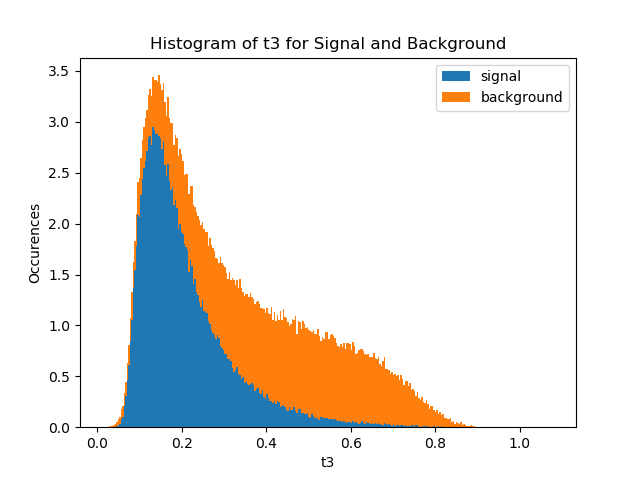 Histogram of t3 for Signal and Background
signal
background
3.5
3.0
2.5
2.0
1.5
1.0
0.5
0.0
Occurences
0.0 0.2 0.4 0.6 0.8 1.0
t3